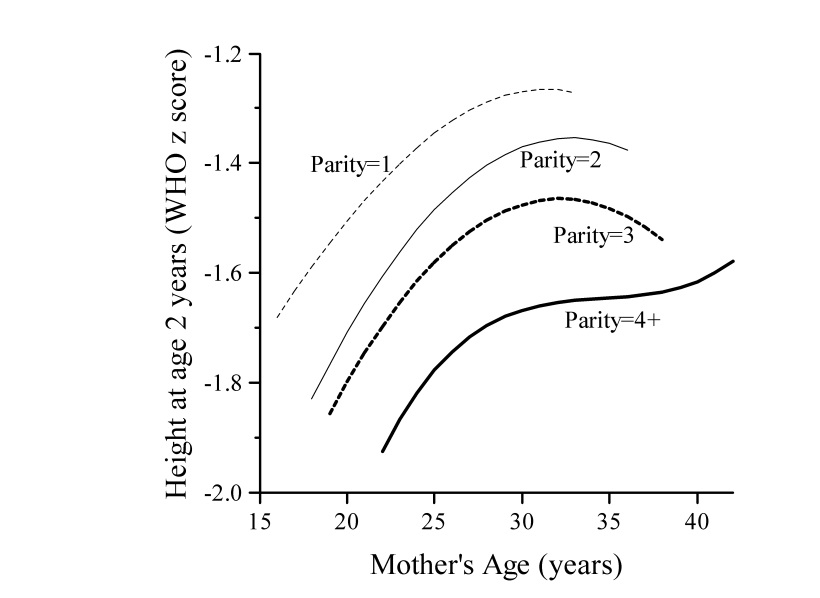 Height at age 2 years (WHO z score)
-1.2
-1.4
-1.6
-1.8
-2.0
Parity=1
Parity=2
Parity=3
Parity=4+
15 20 25 30 35 40
Mother's Age (years)